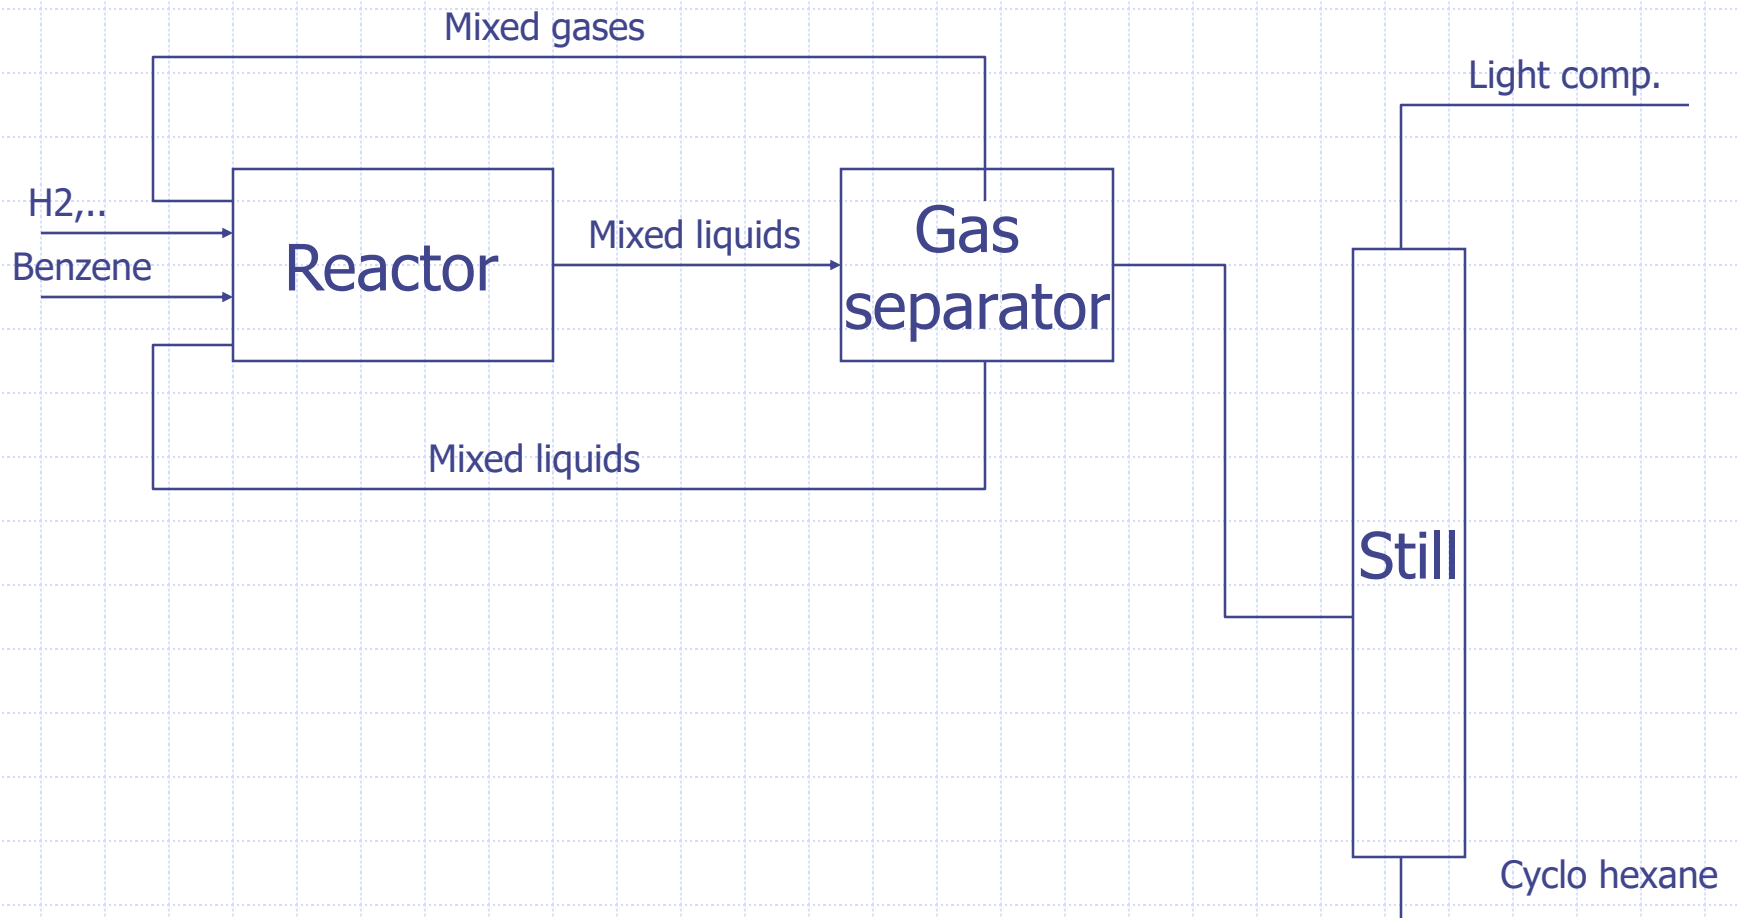 Mixed gases
Light comp.
H2,..
Benzene
Reactor
Mixed liquids
Gas
separator
Mixed liquids
Still
Cyclo hexane